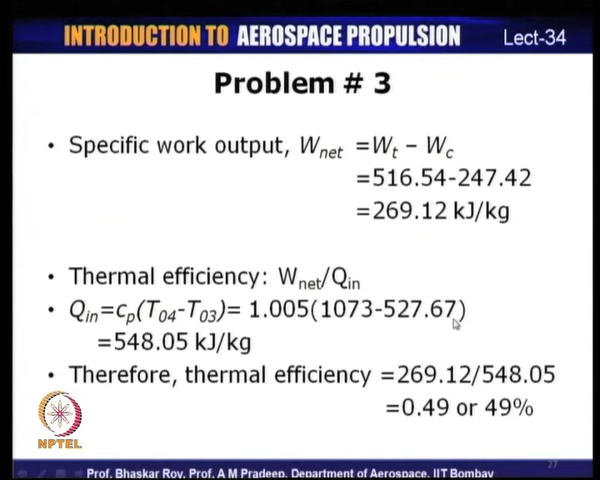 INTRODUCTION TO AEROSPACE PROPULSION Lect-34
Problem # 3
• Specific work output, Wnet =Wt − Wc
=516.54-247.42
=269.12 kJ/kg
• Thermal efficiency: Wnet/Qin
• Qin=cp(T04-T03)= 1.005(1073-527.67)
=548.05 kJ/kg
• Therefore, thermal efficiency =269.12/548.05
=0.49 or 49%
NPTEL
27
Prof. Bhaskar Roy, Prof. A M Pradeep, Department of Aerospace, IIT Bombay